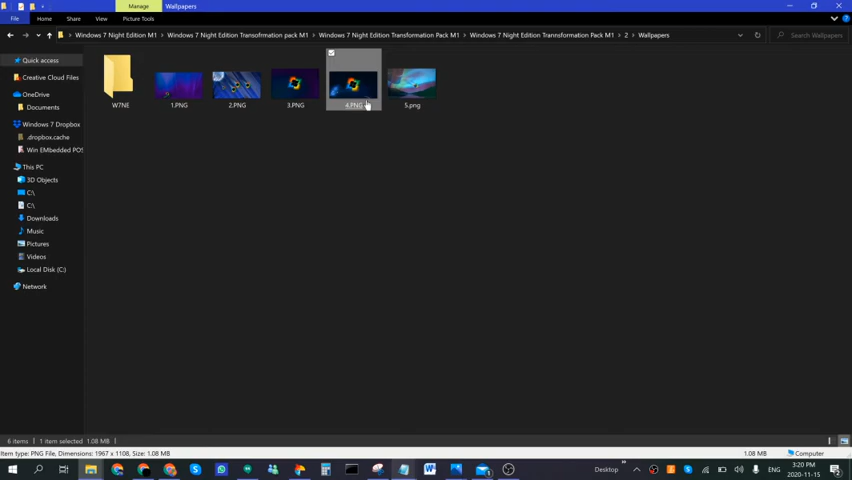 Manage
Wallpapers
File
Home
Share
View
Picture Tools
Windows 7 Night Edition M1 > Windows 7 Night Edition Transofrmation pack M1 > Windows 7 Night Edition Transformation Pack M1 > Windows 7 Night Edition Trannsformation Pack M1 > 2 > Wallpapers
Search Wallpapers
Quick access
Creative Cloud Files
OneDrive
Documents
Windows 7 Dropbox
.dropbox.cache
Win EMbedded POS
This PC
3D Objects
C:\
C:\
Downloads
Music
Pictures
Videos
Local Disk (C:)
Network
W7NE
1.PNG
2.PNG
3.PNG
4.PNG
5.png
6 items
1 item selected 1.08 MB
Item type: PNG File, Dimensions: 1967 x 1108, Size: 1.08 MB
1.08 MB
Computer
Desktop
ENG
3:20 PM
2020-11-15